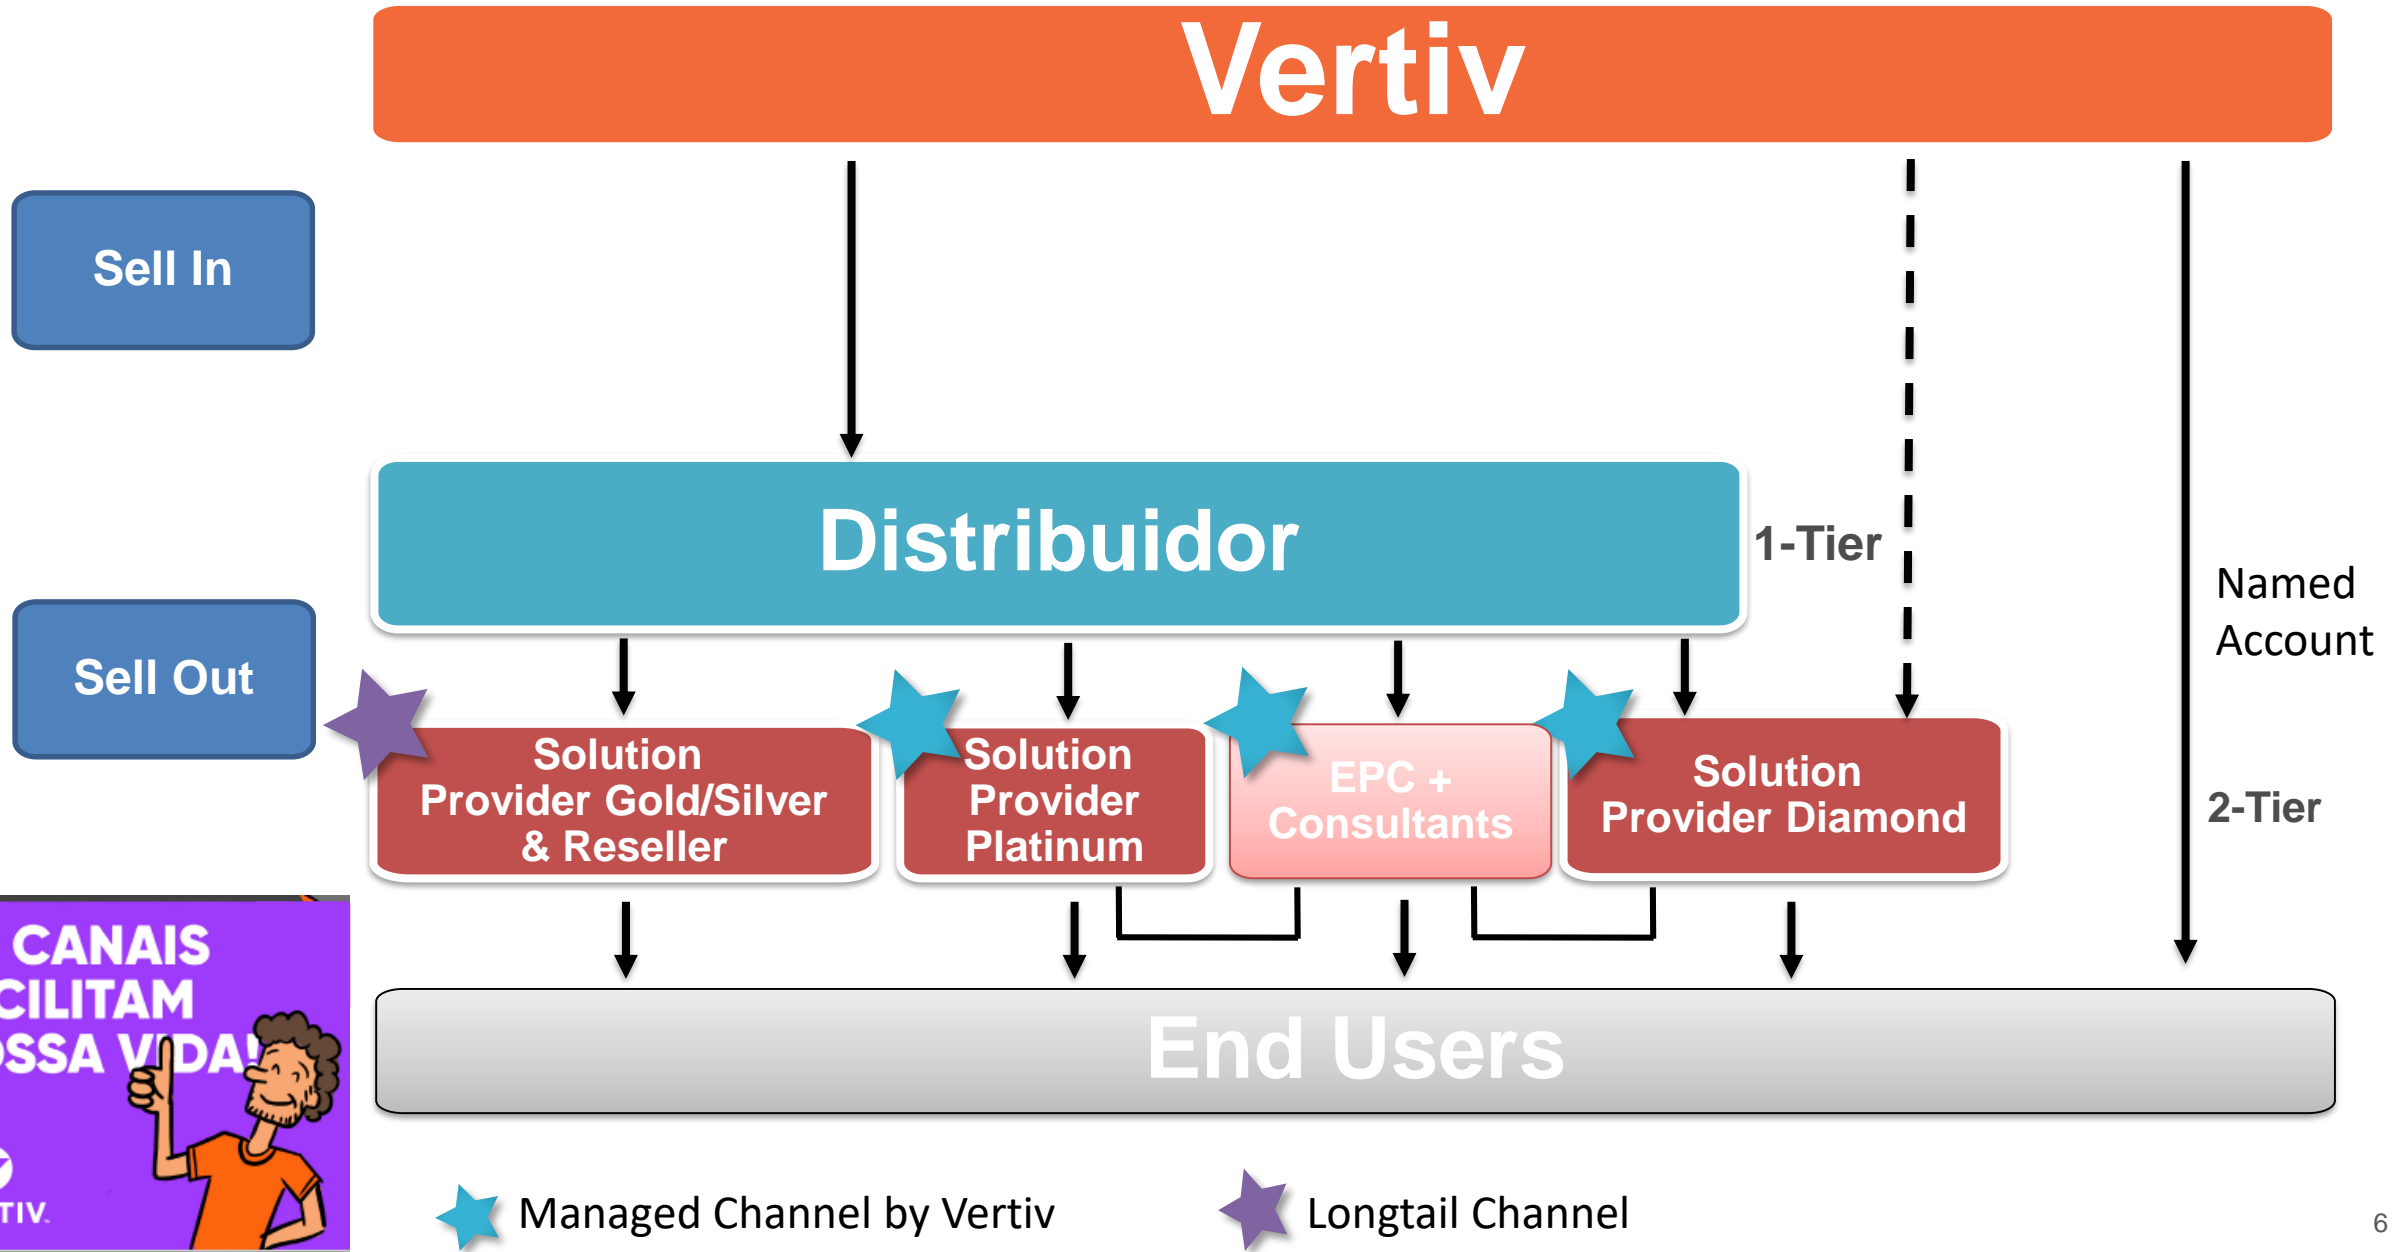 Vertiv
Sell In
Distribuidor
1-Tier
Named
Account
Sell Out
Solution
Provider Gold/Silver
& Reseller
Solution
Provider
Platinum
EPC +
Consultants
Solution
Provider Diamond
2-Tier
CANAIS
CILITAM
OSSA VIDA!
TIV.
End Users
Managed Channel by Vertiv
Longtail Channel
6